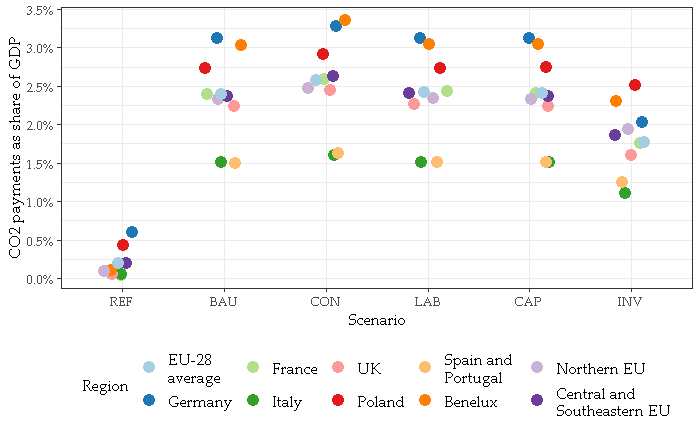 CO2 payments as share of GDP
3.5%
3.0%
2.5%
2.0%
1.5%
1.0%
0.5%
0.0%
REF BAU CON LAB CAP INV
Scenario
Region
EU-28 average
France
UK
Spain and Portugal
Northern EU
Germany
Italy
Poland
Benelux
Central and Southeastern EU